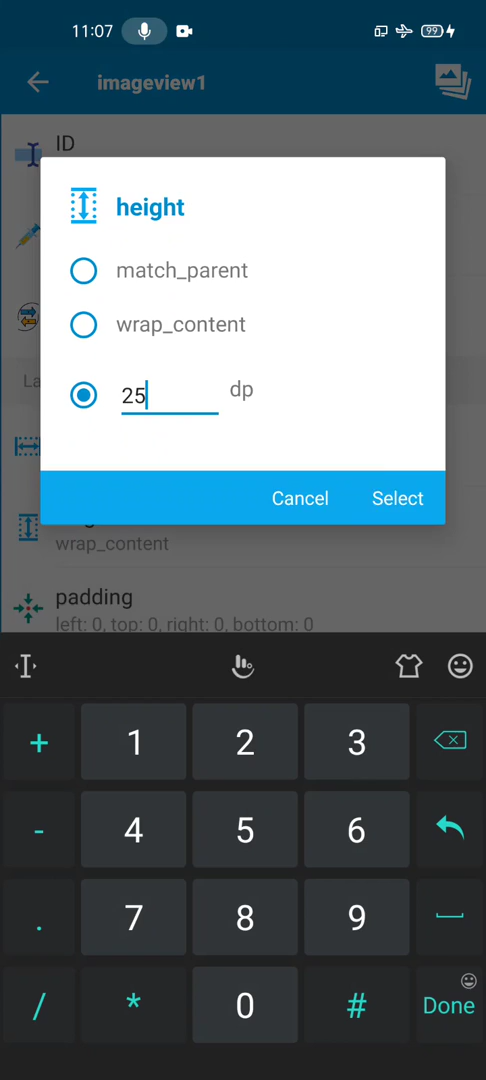 11:07
99
imageview1
ID
height
match_parent
wrap_content
25
dp
La
Cancel
Select
wrap_content
padding
left: 0, top: 0, right: 0, bottom: 0
+ 1 2 3
- 4 5 6
. 7 8 9
/ * 0 # Done